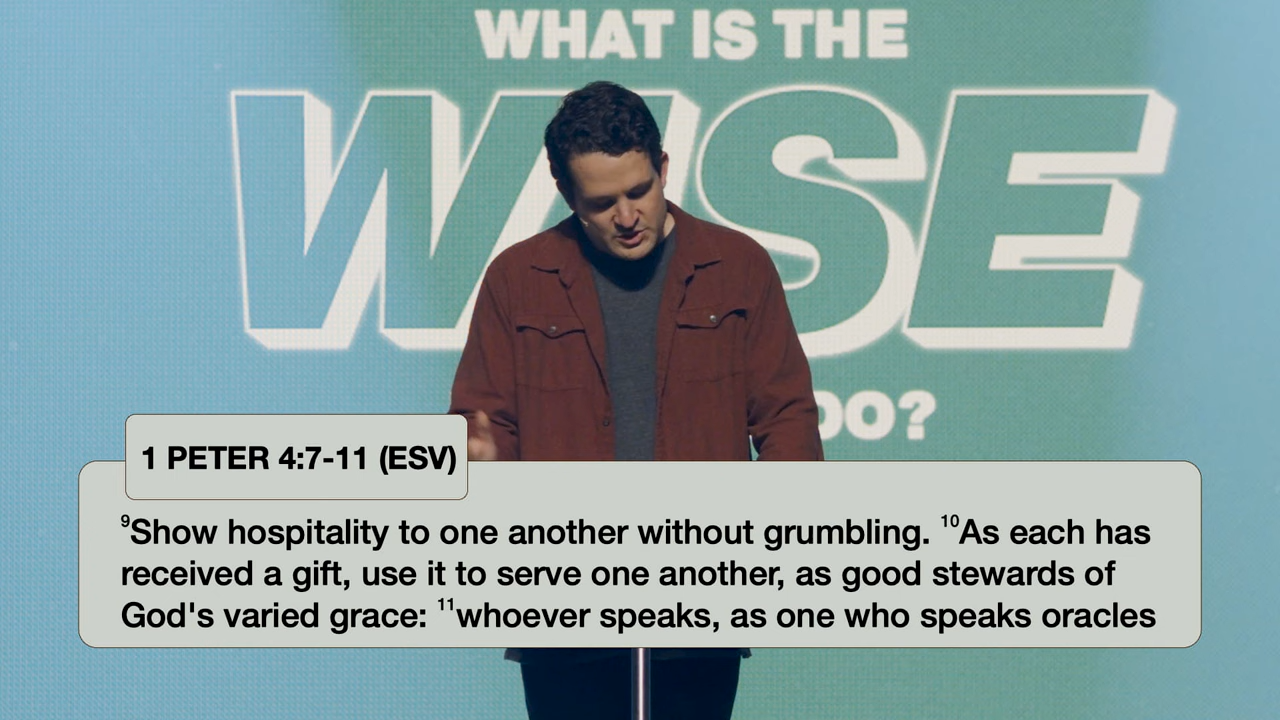 WHAT IS THE
WISE
DO?
1 PETER 4:7-11 (ESV)
⁹Show hospitality to one another without grumbling. ¹⁰As each has
received a gift, use it to serve one another, as good stewards of
God's varied grace: ¹¹whoever speaks, as one who speaks oracles